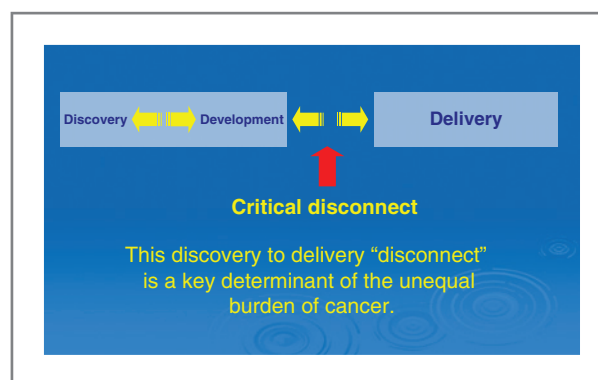 Discovery Development Delivery
Critical disconnect
This discovery to delivery “disconnect”
is a key determinant of the unequal
burden of cancer.